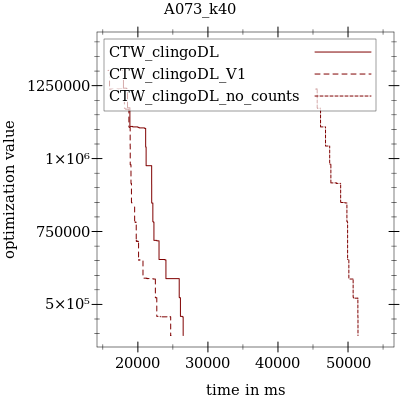 A073_k40
CTW_clingoDL
CTW_clingoDL_V1
CTW_clingoDL_no_counts
optimization value
1250000
1×10⁶
750000
5×10⁵
20000 30000 40000 50000
time in ms